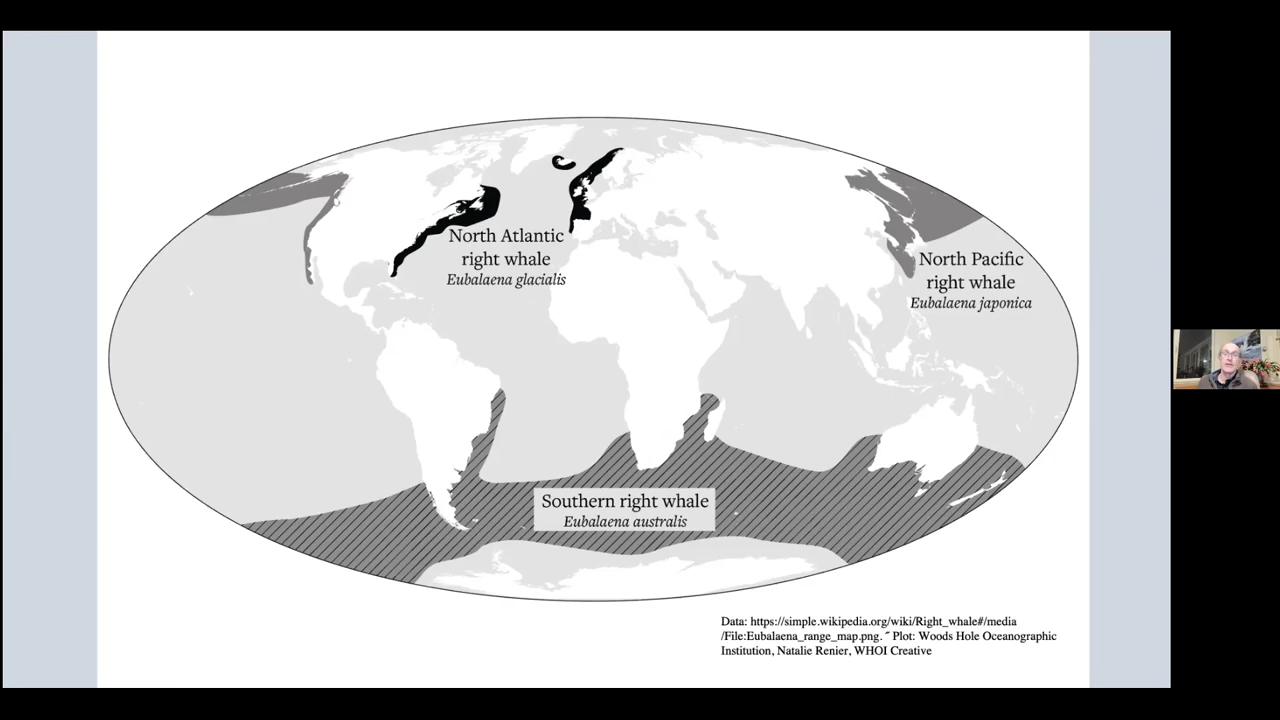 North Atlantic
right whale
Eubalaena glacialis
North Pacific
right whale
Eubalaena japonica
Southern right whale
Eubalaena australis
Data: https://simple.wikipedia.org/wiki/Right_whale#/media
/File:Eubalaena_range_map.png. ˝ Plot: Woods Hole Oceanographic
Institution, Natalie Renier, WHOI Creative